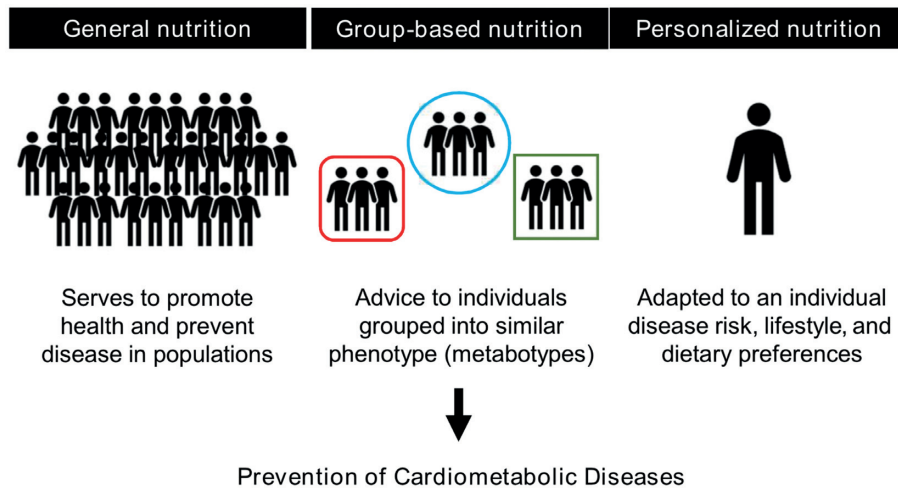 General nutrition
Group-based nutrition
Personalized nutrition
Serves to promote
health and prevent
disease in populations
Advice to individuals
grouped into similar
phenotype (metabotypes)
Adapted to an individual
disease risk, lifestyle, and
dietary preferences
Prevention of Cardiometabolic Diseases